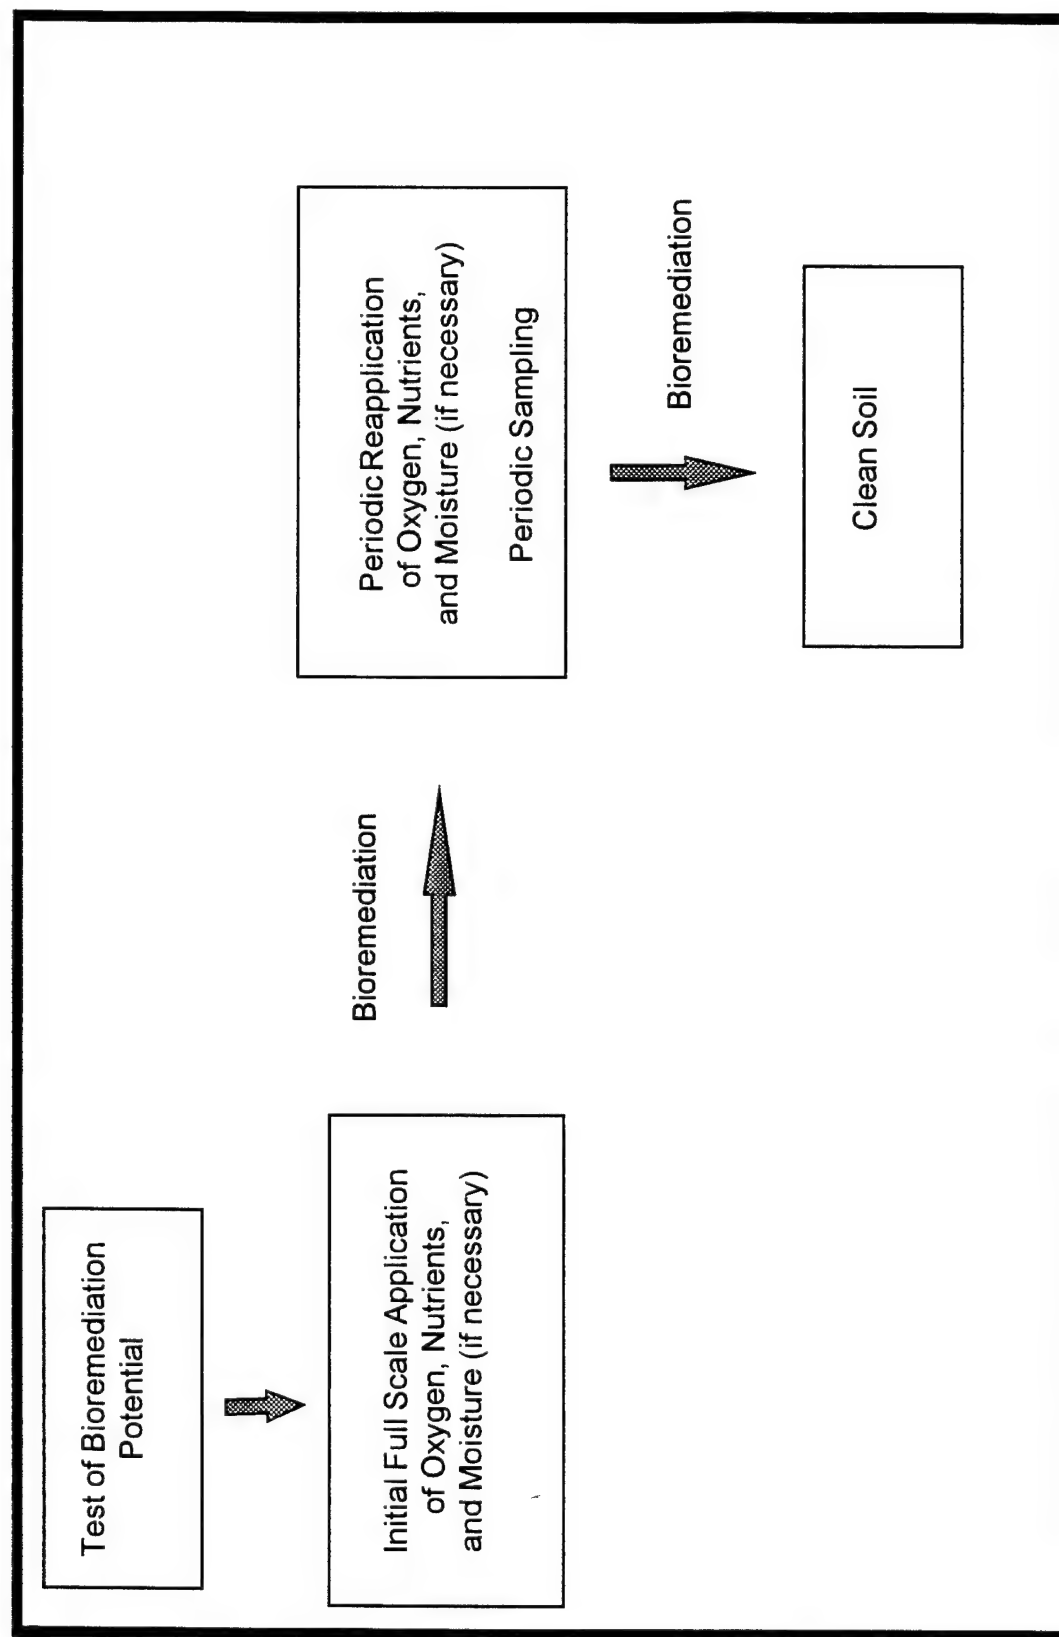 Test of Bioremediation
Potential
Initial Full Scale Application
of Oxygen, Nutrients,
and Moisture (if necessary)
Bioremediation
Periodic Reapplication
of Oxygen, Nutrients,
and Moisture (if necessary)
Periodic Sampling
Bioremediation
Clean Soil